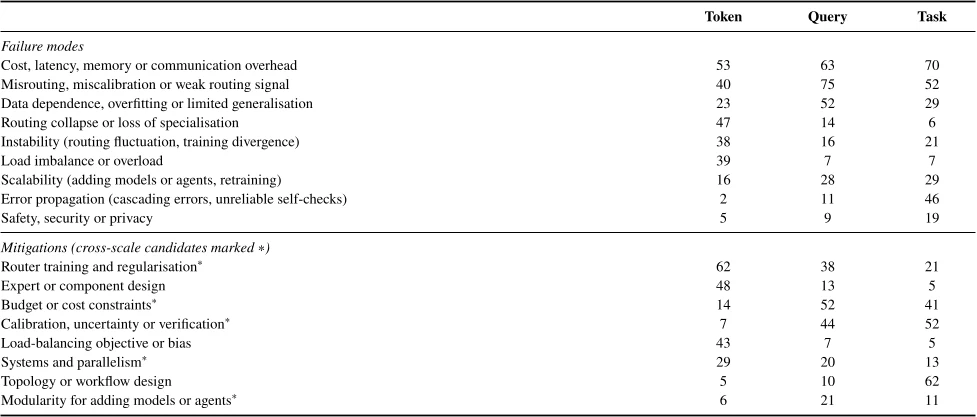 Token Query Task
Failure modes
Cost, latency, memory or communication overhead 53 63 70
Misrouting, miscalibration or weak routing signal 40 75 52
Data dependence, overfitting or limited generalisation 23 52 29
Routing collapse or loss of specialisation 47 14 6
Instability (routing fluctuation, training divergence) 38 16 21
Load imbalance or overload 39 7 7
Scalability (adding models or agents, retraining) 16 28 29
Error propagation (cascading errors, unreliable self-checks) 2 11 46
Safety, security or privacy 5 9 19
Mitigations (cross-scale candidates marked *)
Router training and regularisation* 62 38 21
Expert or component design 48 13 5
Budget or cost constraints* 14 52 41
Calibration, uncertainty or verification* 7 44 52
Load-balancing objective or bias 43 7 5
Systems and parallelism* 29 20 13
Topology or workflow design 5 10 62
Modularity for adding models or agents* 6 21 11